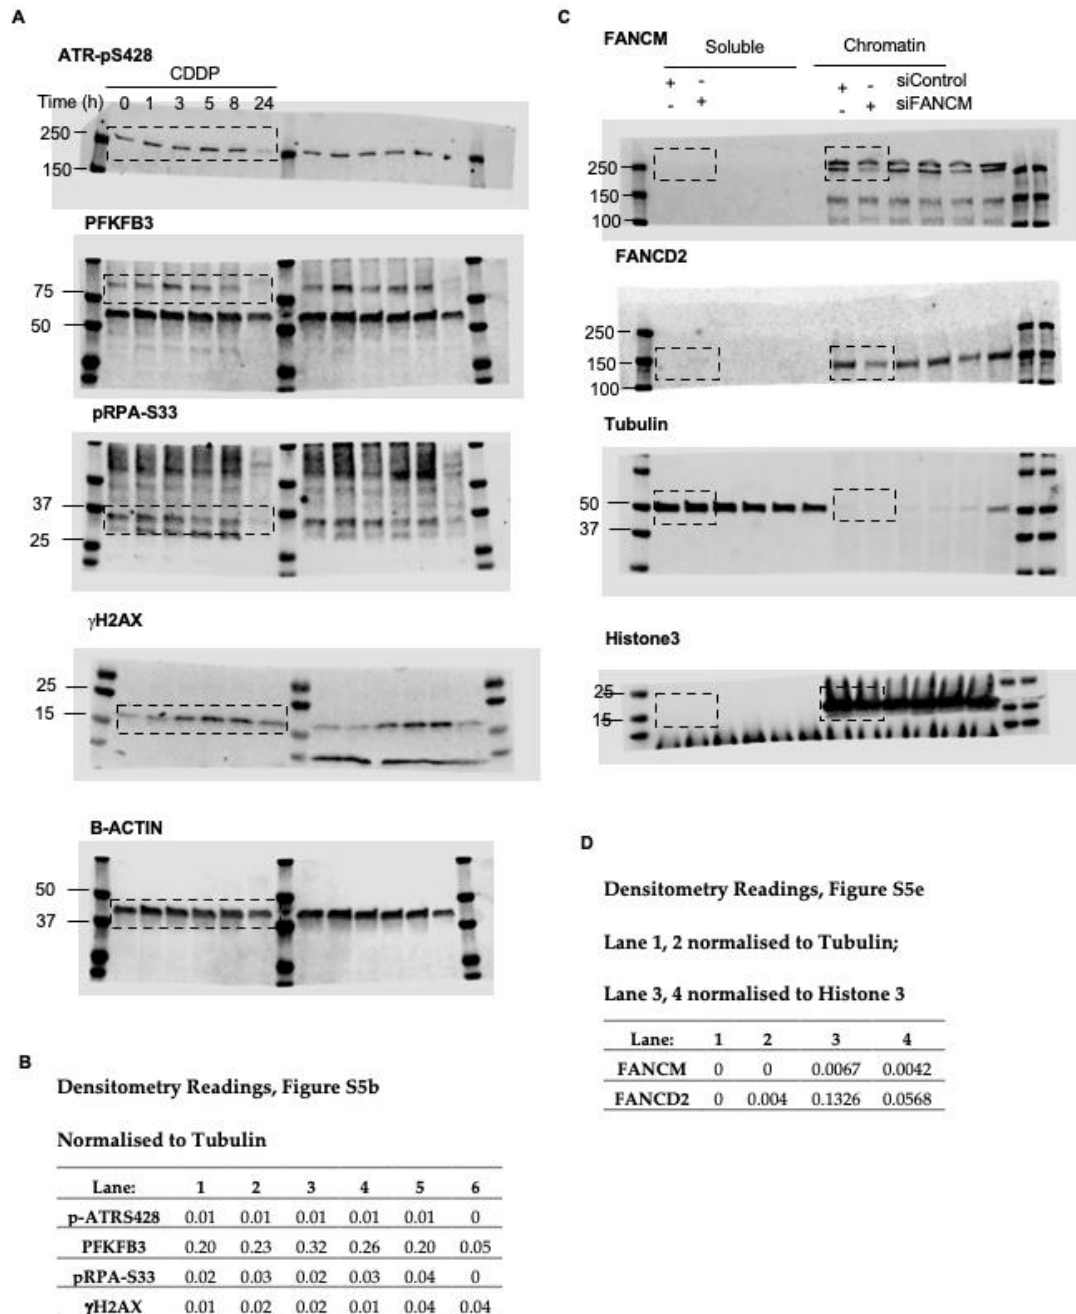 A
ATR-pS428
CDDP
Time (h) 0 1 3 5 8 24
250
150
PFKFB3
75
50
pRPA-S33
37
25
γH2AX
25
15
B-ACTIN
50
37
B
Densitometry Readings, Figure S5b
Normalised to Tubulin
Lane: 1 2 3 4 5 6
p-ATRS428 0.01 0.01 0.01 0.01 0.01 0
PFKFB3 0.20 0.23 0.32 0.26 0.20 0.05
pRPA-S33 0.02 0.03 0.02 0.03 0.04 0
γH2AX 0.01 0.02 0.02 0.01 0.04 0.04
C
FANCM
Soluble Chromatin
+ - + - siControl
- + - + siFANCM
250
150
100
FANCD2
250
150
100
Tubulin
50
37
Histone3
25
15
D
Densitometry Readings, Figure S5e
Lane 1, 2 normalised to Tubulin;
Lane 3, 4 normalised to Histone 3
Lane: 1 2 3 4
FANCM 0 0 0.0067 0.0042
FANCD2 0 0.004 0.1326 0.0568